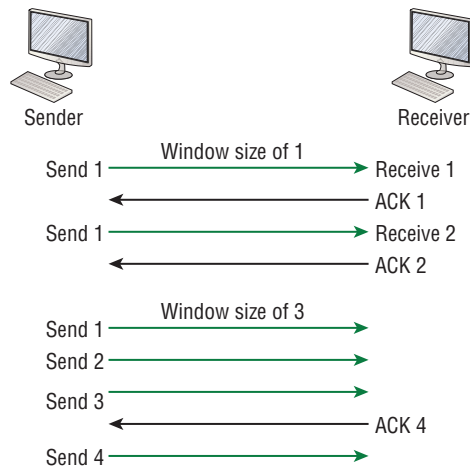 Sender Receiver
Window size of 1
Send 1 Receive 1
ACK 1
Send 1 Receive 2
ACK 2
Window size of 3
Send 1
Send 2
Send 3
ACK 4
Send 4